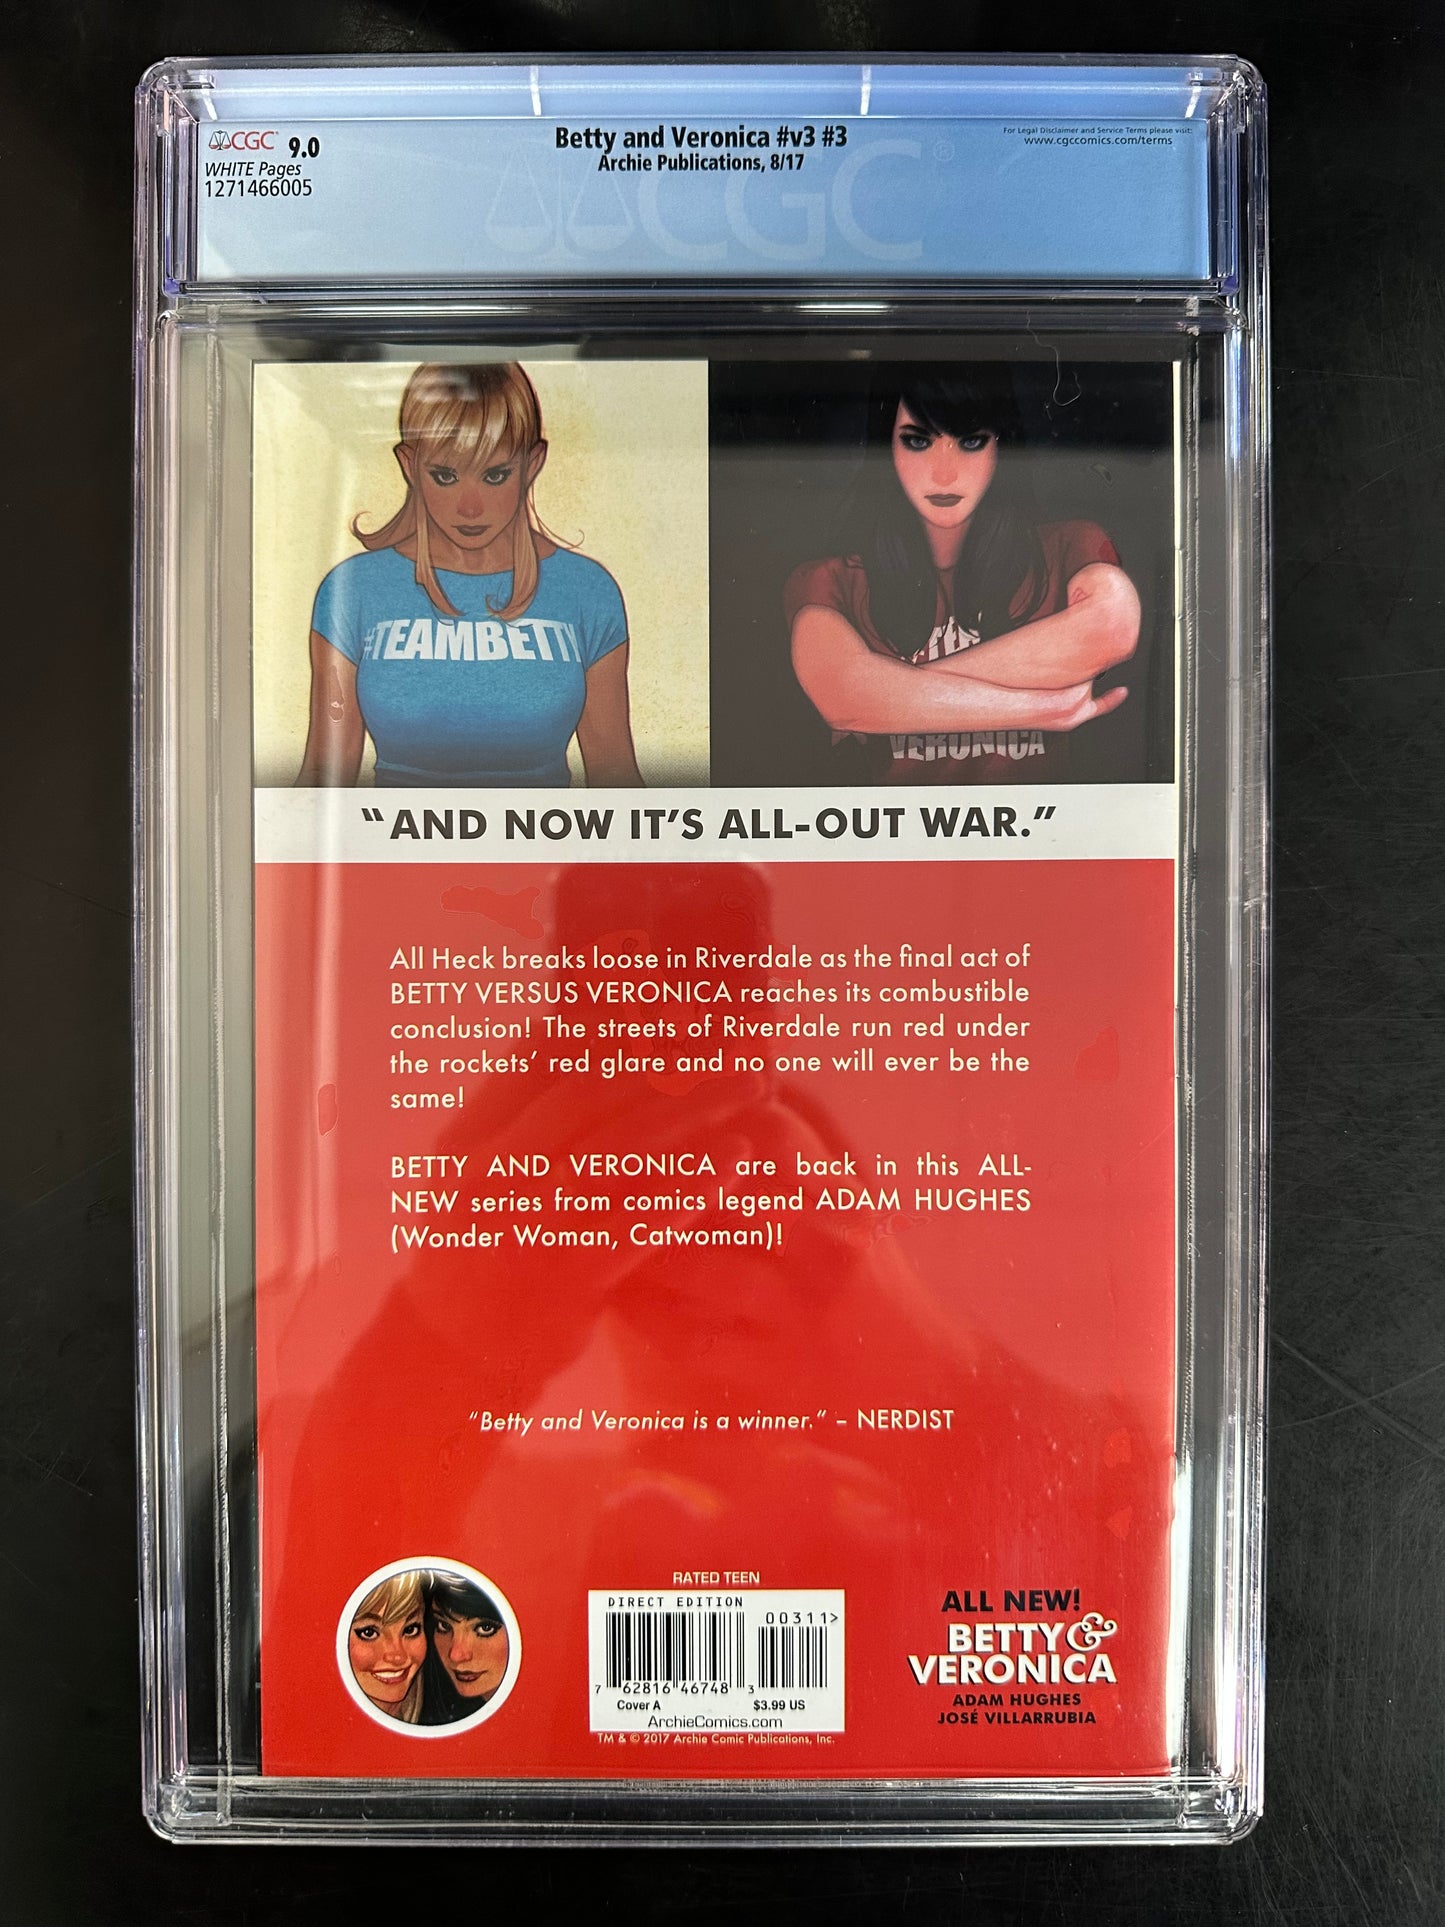 CGC 9.0
WHITE Pages
1271466005
Betty and Veronica #v3 #3
Archie Publications, 8/17
For Legal Disclaimer and Service Terms please visit:
www.cgccomics.com/terms
CGC
#TEAMBETTY
VERONICA
“AND NOW IT’S ALL-OUT WAR.”
All Heck breaks loose in Riverdale as the final act of
BETTY VERSUS VERONICA reaches its combustible
conclusion! The streets of Riverdale run red under
the rockets’ red glare and no one will ever be the
same!
BETTY AND VERONICA are back in this ALL-
NEW series from comics legend ADAM HUGHES
(Wonder Woman, Catwoman)!
“Betty and Veronica is a winner.” – NERDIST
RATED TEEN
DIRECT EDITION
00311>
7 62816 46748 3
Cover A $3.99 US
ArchieComics.com
TM & © 2017 Archie Comic Publications, Inc.
ALL NEW!
BETTY &
VERONICA
ADAM HUGHES
JOSÉ VILLARRUBIA